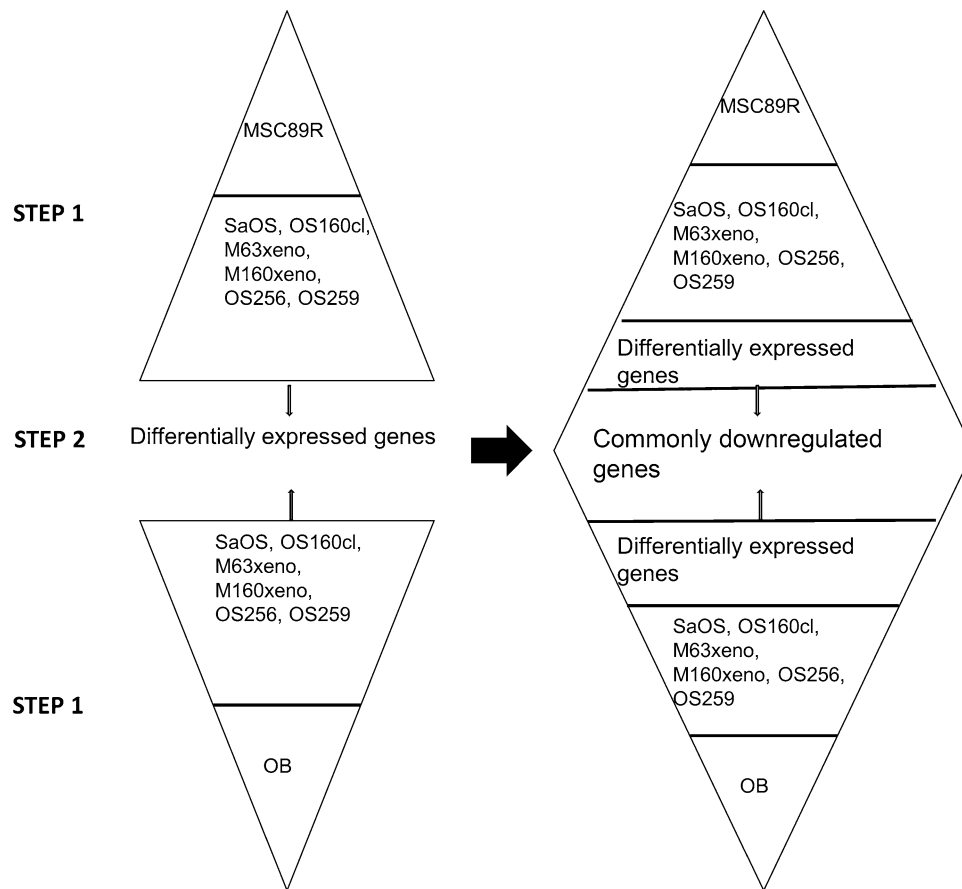 MSC89R
STEP 1
SaOS, OS160cl,
M63xeno,
M160xeno,
OS256, OS259
STEP 2
Differentially expressed genes
SaOS, OS160cl,
M63xeno,
M160xeno,
OS256, OS259
STEP 1
OB
MSC89R
SaOS, OS160cl,
M63xeno,
M160xeno, OS256,
OS259
Differentially expressed
genes
Commonly downregulated
genes
Differentially expressed
genes
SaOS, OS160cl,
M63xeno,
M160xeno, OS256,
OS259
OB